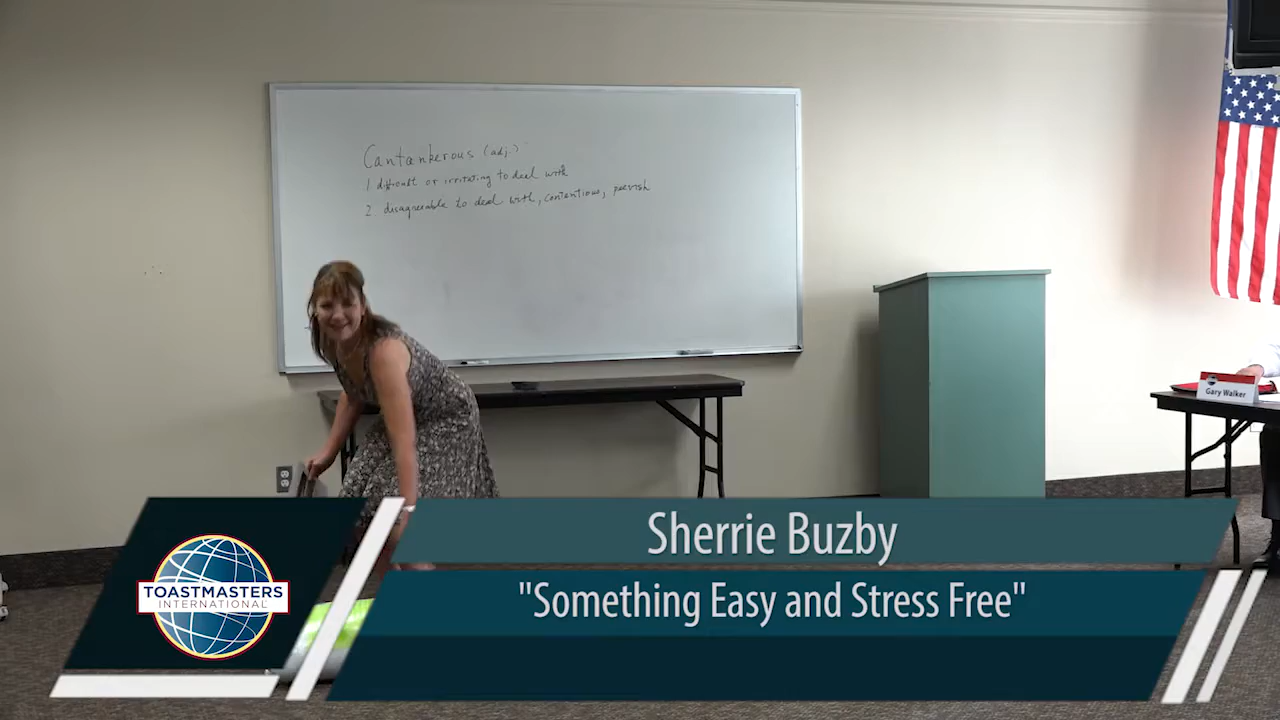 Cantankerous (adj.)
1. difficult or irritating to deal with
2. disagreeable to deal with, contentious, peevish
Gary Walker
Sherrie Buzby
TOASTMASTERS
INTERNATIONAL
"Something Easy and Stress Free"